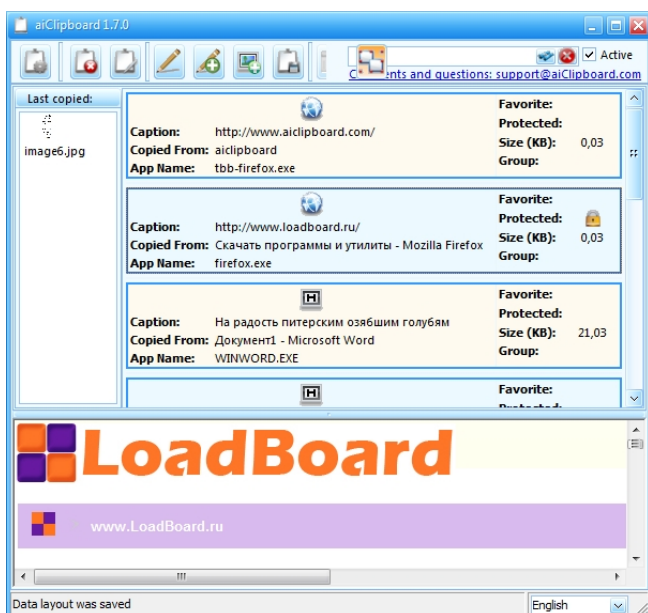 aiClipboard 1.7.0
Active
ents and questions: support@aiClipboard.com
Last copied:
image6.jpg
Caption: http://www.aiclipboard.com/
Copied From: aiclipboard
App Name: tbb-firefox.exe
Favorite:
Protected:
Size (KB): 0,03
Group:
Caption: http://www.loadboard.ru/
Copied From: Скачать программы и утилиты - Mozilla Firefox
App Name: firefox.exe
Favorite:
Protected:
Size (KB): 0,03
Group:
Caption: На радость питерским озябшим голубям
Copied From: Документ1 - Microsoft Word
App Name: WINWORD.EXE
Favorite:
Protected:
Size (KB): 21,03
Group:
Favorite:
LoadBoard
www.LoadBoard.ru
Data layout was saved
English